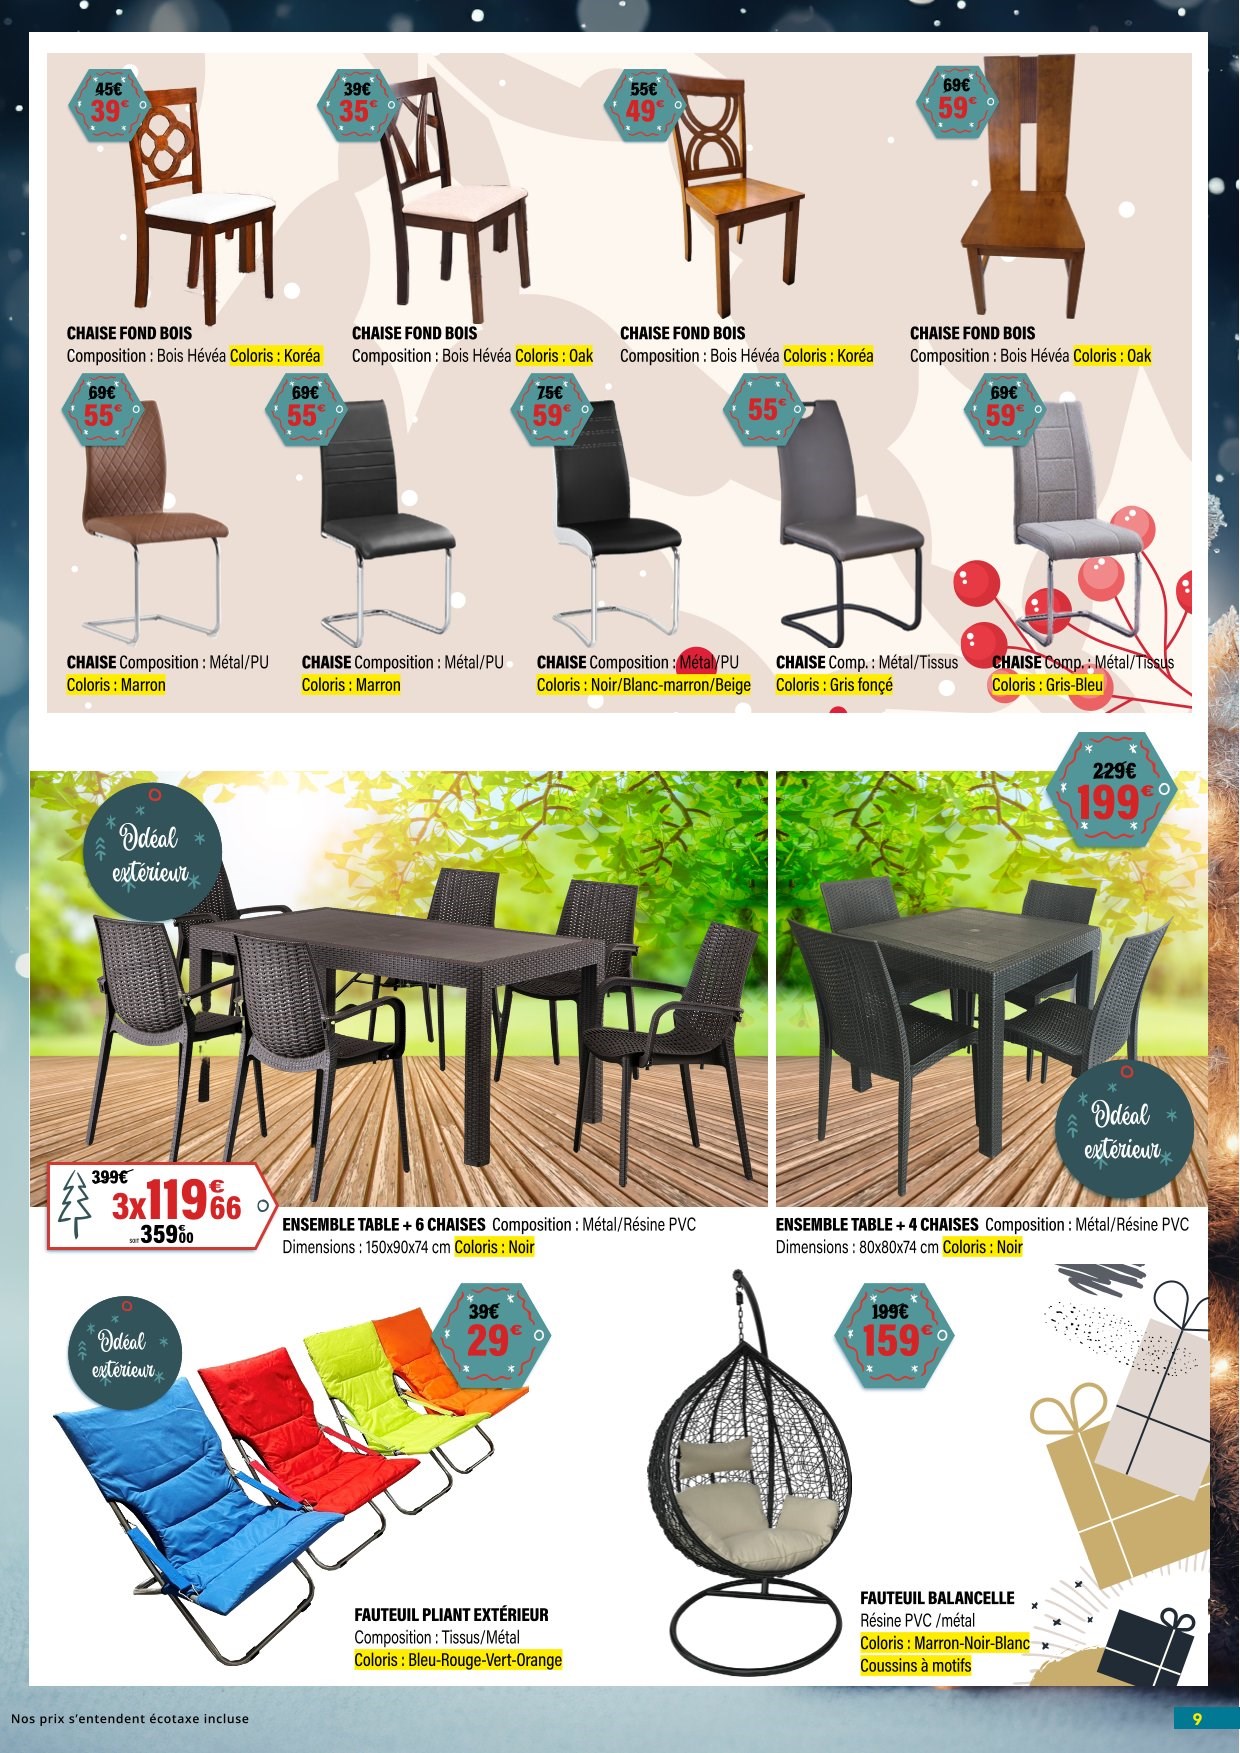 45€
39€
39€
35€
55€
49€
69€
59€
CHAISE FOND BOIS
Composition : Bois Hévéa Coloris : Koréa
CHAISE FOND BOIS
Composition : Bois Hévéa Coloris : Oak
CHAISE FOND BOIS
Composition : Bois Hévéa Coloris : Koréa
CHAISE FOND BOIS
Composition : Bois Hévéa Coloris : Oak
69€
55€
69€
55€
75€
59€
55€
69€
59€
CHAISE Composition : Métal/PU
Coloris : Marron
CHAISE Composition : Métal/PU
Coloris : Marron
CHAISE Composition : Métal/PU
Coloris : Noir/Blanc-marron/Beige
CHAISE Comp. : Métal/Tissus
Coloris : Gris fonçé
CHAISE Comp. : Métal/Tissus
Coloris : Gris-Bleu
Idéal
extérieur
229€
199€
Idéal
extérieur
399€
3x119€66
soit 359€00
ENSEMBLE TABLE + 6 CHAISES Composition : Métal/Résine PVC
Dimensions : 150x90x74 cm Coloris : Noir
ENSEMBLE TABLE + 4 CHAISES Composition : Métal/Résine PVC
Dimensions : 80x80x74 cm Coloris : Noir
Idéal
extérieur
39€
29€
FAUTEUIL PLIANT EXTÉRIEUR
Composition : Tissus/Métal
Coloris : Bleu-Rouge-Vert-Orange
199€
159€
FAUTEUIL BALANCELLE
Résine PVC /métal
Coloris : Marron-Noir-Blanc
Coussins à motifs
Nos prix s'entendent écotaxe incluse
9